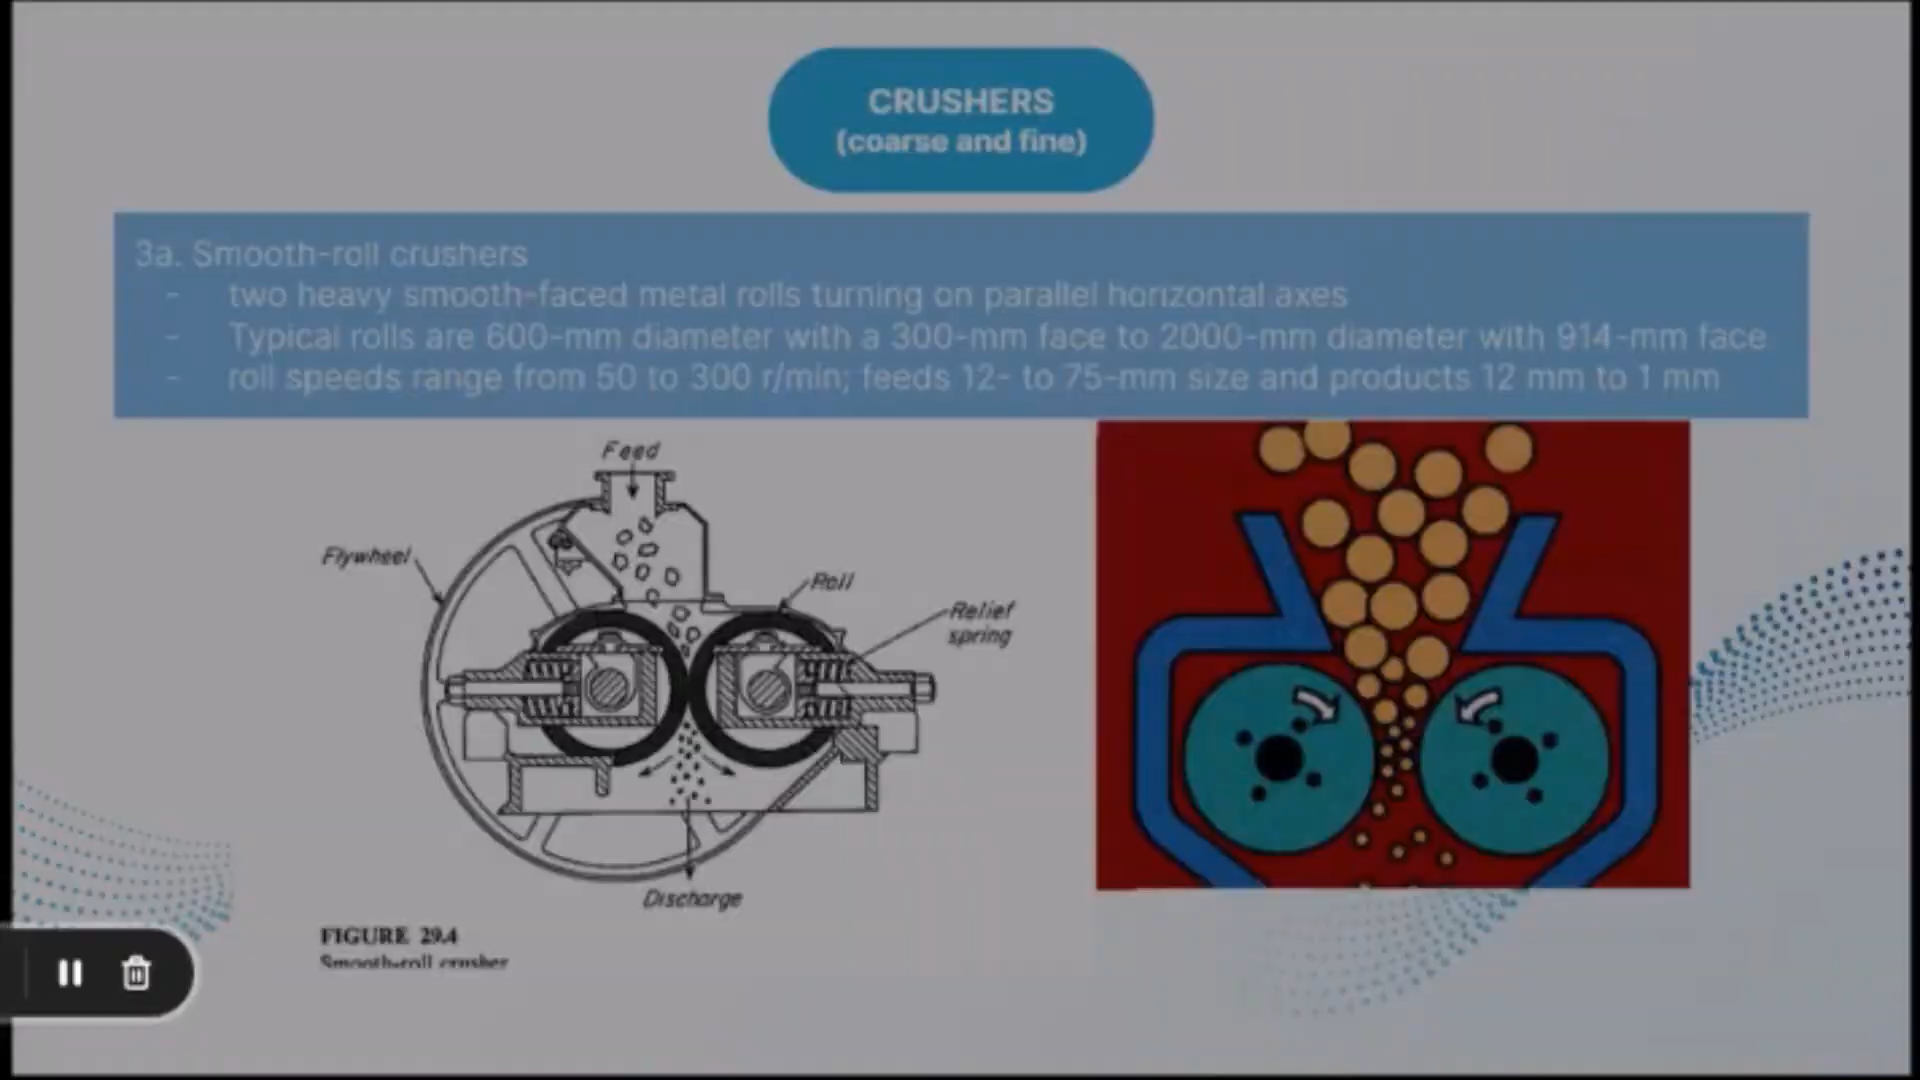 CRUSHERS
(coarse and fine)
3a. Smooth-roll crushers
- two heavy smooth-faced metal rolls turning on parallel horizontal axes
- Typical rolls are 600-mm diameter with a 300-mm face to 2000-mm diameter with 914-mm face
- roll speeds range from 50 to 300 r/min; feeds 12- to 75-mm size and products 12 mm to 1 mm
Feed
Flywheel
Roll
Relief
spring
Discharge
FIGURE 29.4
Smooth-roll crusher